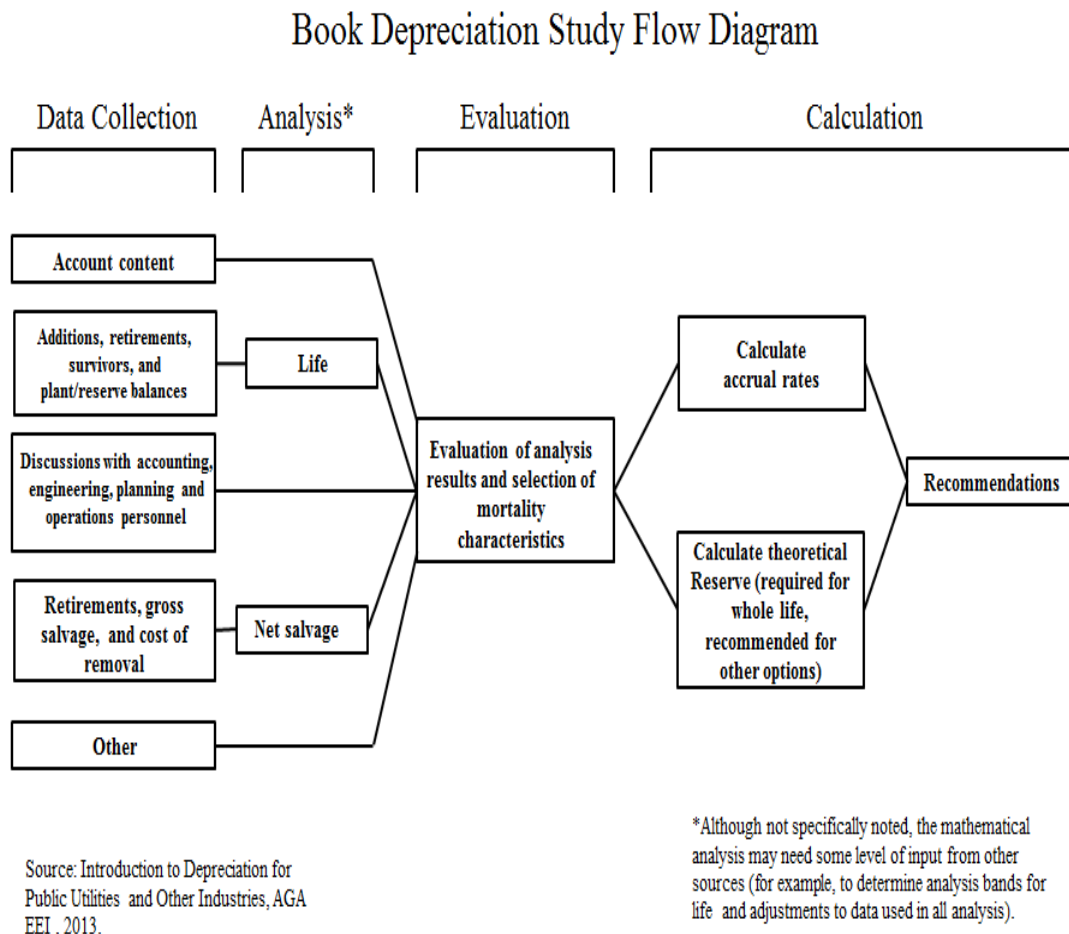 Book Depreciation Study Flow Diagram
Data Collection
Analysis*
Evaluation
Calculation
Account content
Additions, retirements,
survivors, and
plant/reserve balances
Life
Discussions with accounting,
engineering, planning and
operations personnel
Retirements, gross
salvage, and cost of
removal
Net salvage
Other
Evaluation of analysis
results and selection of
mortality
characteristics
Calculate
accrual rates
Calculate theoretical
Reserve (required for
whole life,
recommended for
other options)
Recommendations
Source: Introduction to Depreciation for
Public Utilities and Other Industries, AGA
EEI , 2013.
*Although not specifically noted, the mathematical
analysis may need some level of input from other
sources (for example, to determine analysis bands for
life and adjustments to data used in all analysis).